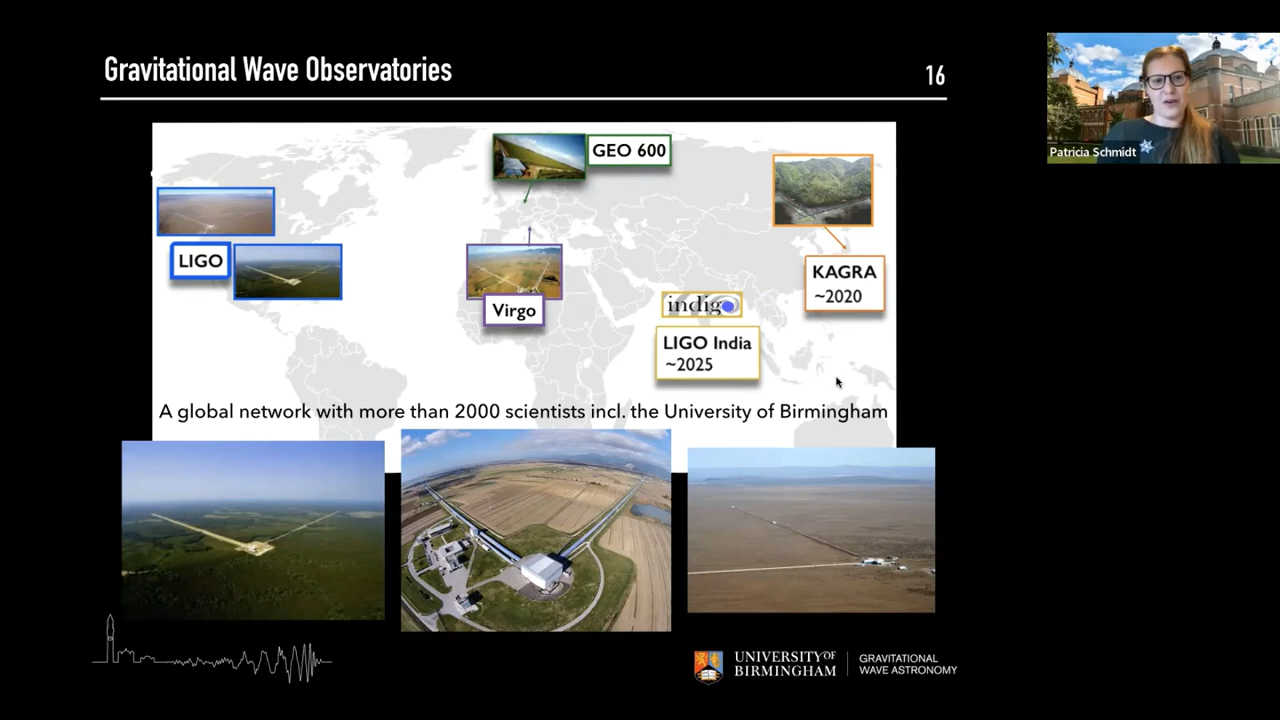 Gravitational Wave Observatories
16
Patricia Schmidt
GEO 600
LIGO
KAGRA
~2020
Virgo
indigo
LIGO India
~2025
A global network with more than 2000 scientists incl. the University of Birmingham
UNIVERSITY OF
BIRMINGHAM
GRAVITATIONAL
WAVE ASTRONOMY